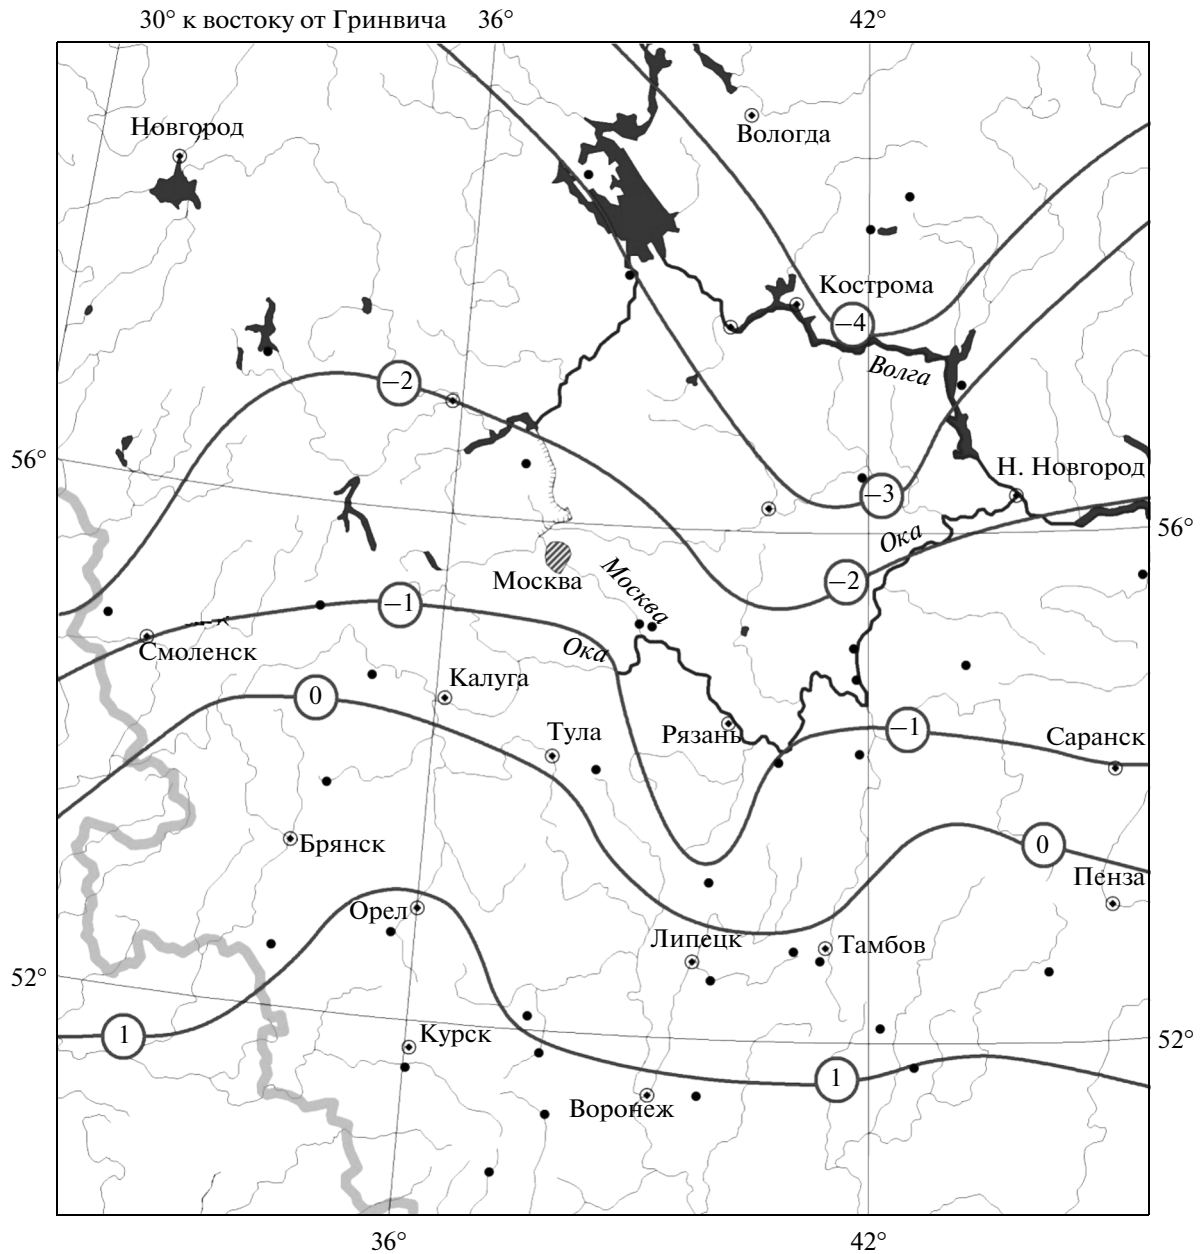 30° к востоку от Гринвича 36° 42°
Вологда
Новгород
Кострома
−4
Волга
−2
56°
Н. Новгород
−3
56°
Ока
Москва
Москва
−2
−1
Ока
Смоленск
Калуга
0
Тула
Рязань
−1
Саранск
Брянск
0
Пенза
Орел
Липецк
Тамбов
52°
1
Курск
52°
1
Воронеж
36° 42°